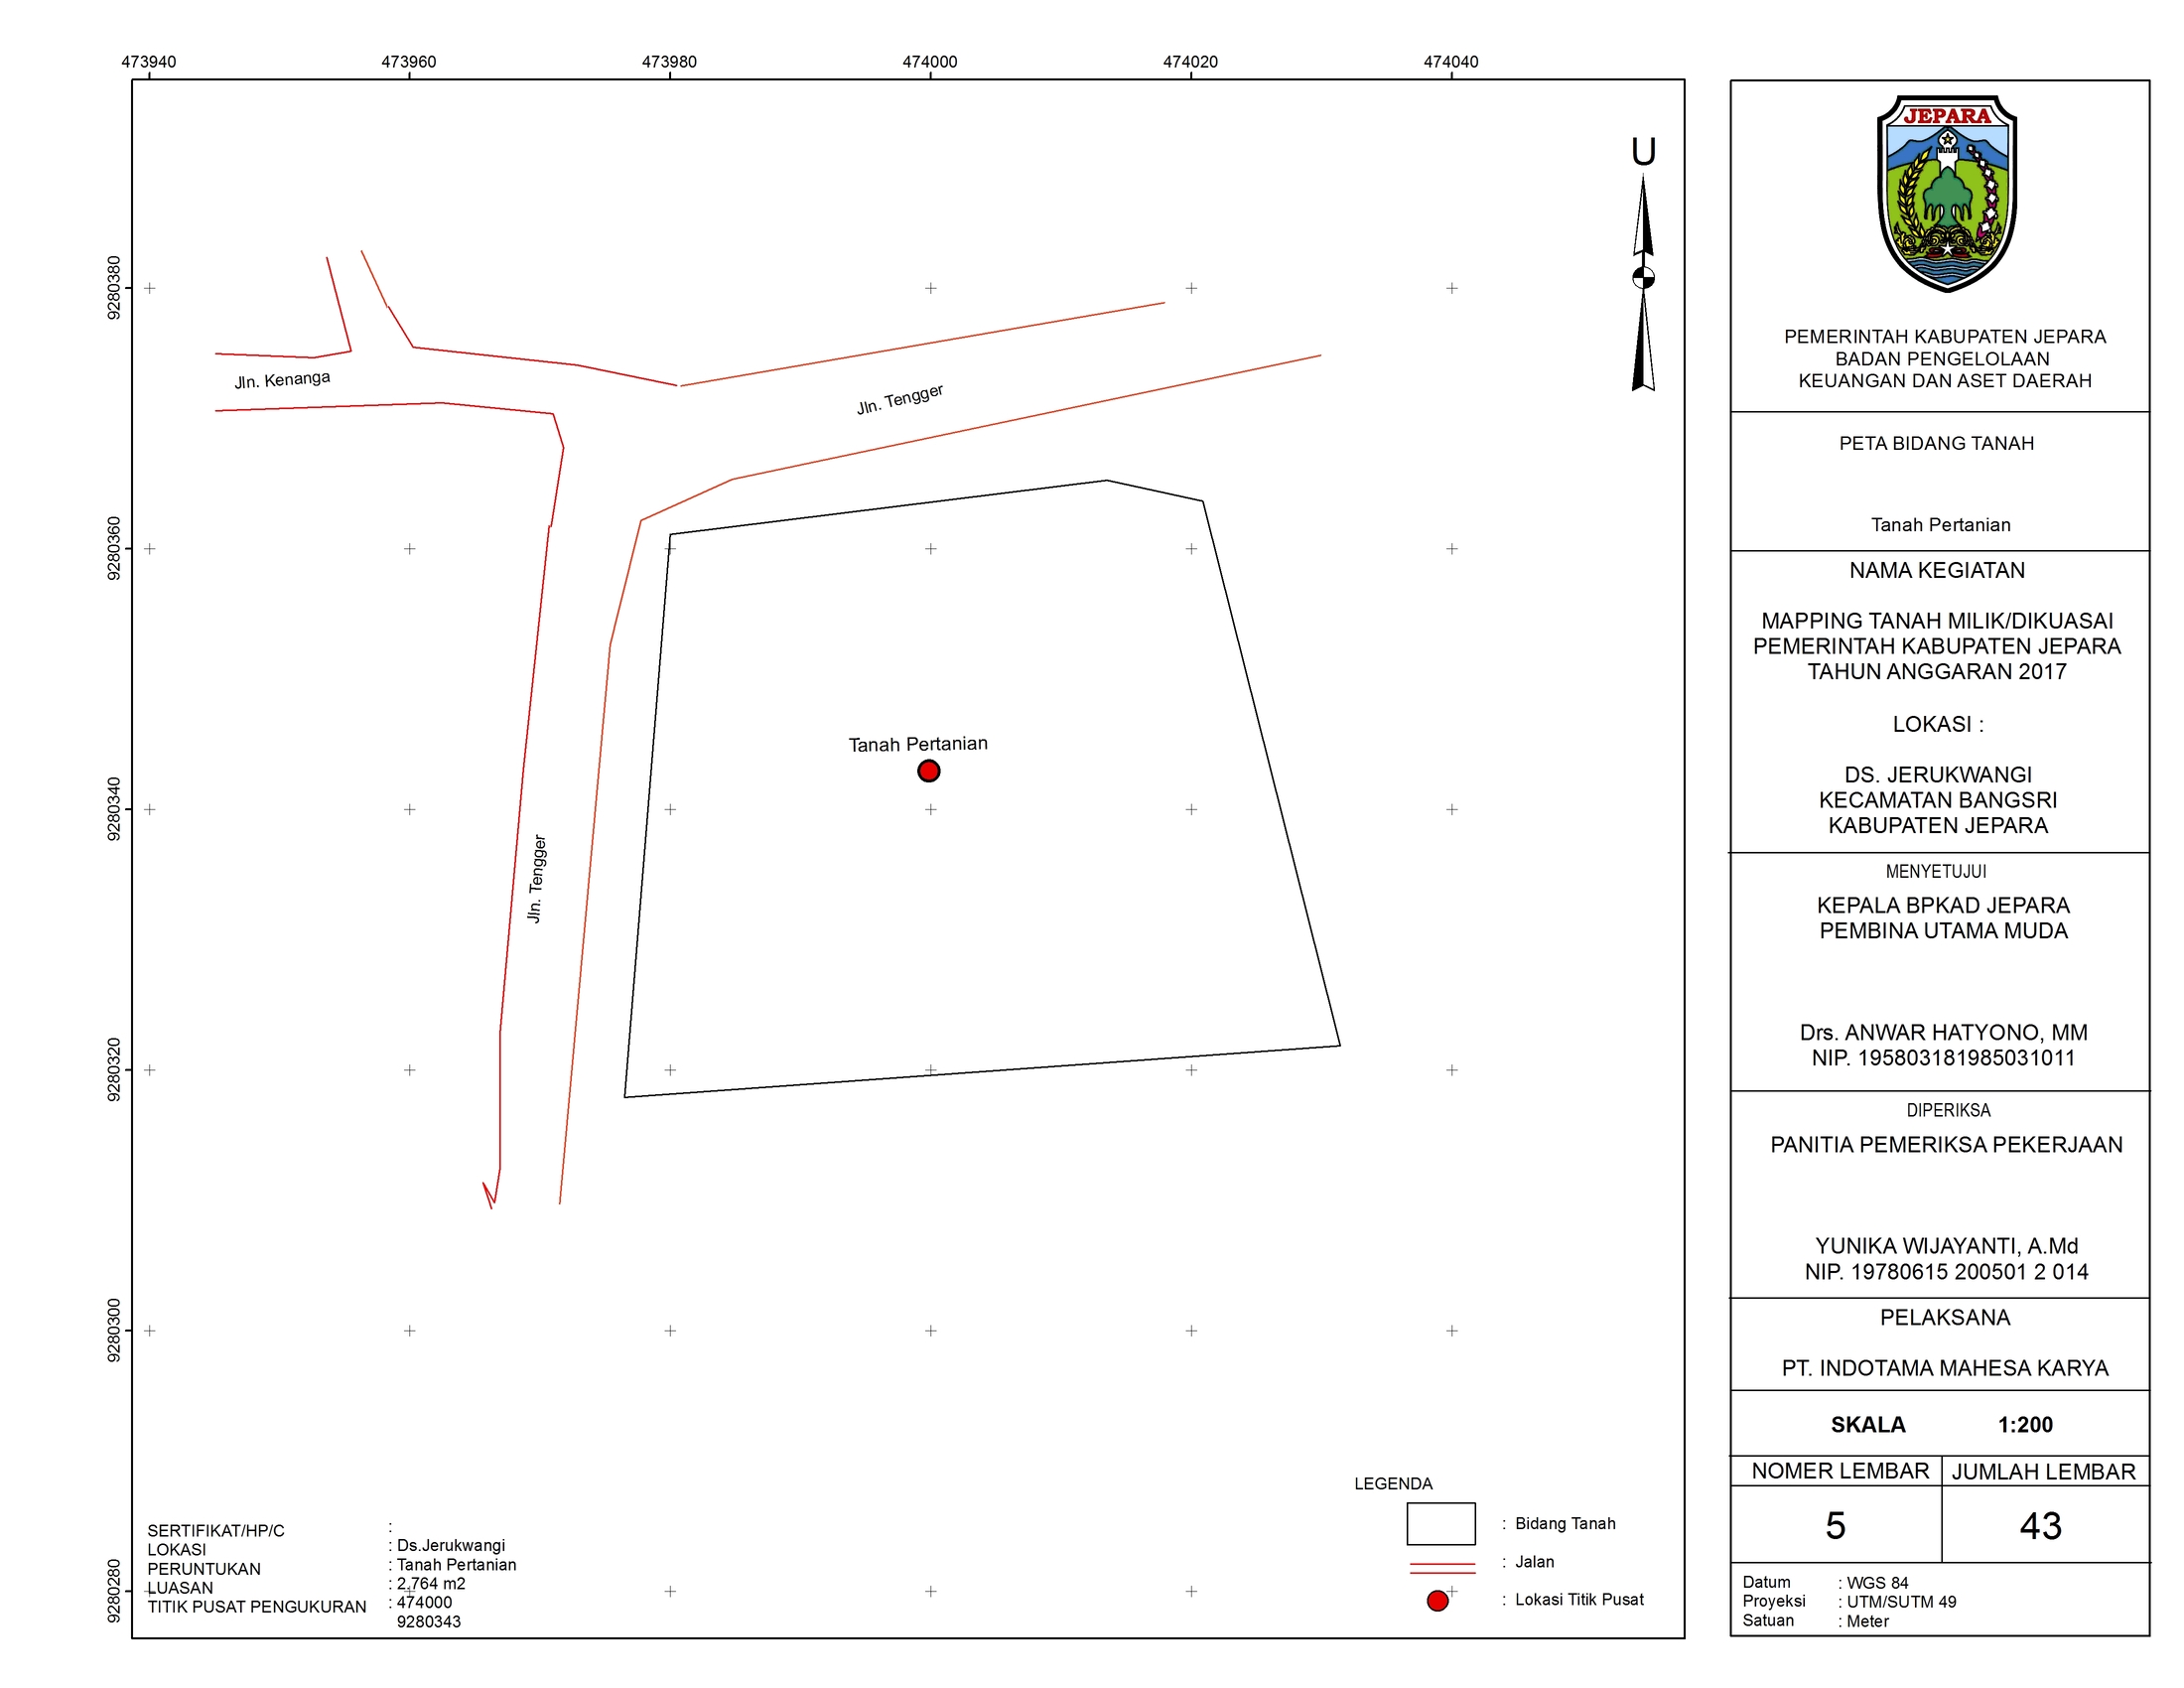 473940 473960 473980 474000 474020 474040
U
9280380
9280360
9280340
9280320
9280300
9280280
Jln. Kenanga
Jln. Tengger
Tanah Pertanian
Jln. Tengger
SERTIFIKAT/HP/C :
LOKASI : Ds.Jerukwangi
PERUNTUKAN : Tanah Pertanian
LUASAN : 2.764 m2
TITIK PUSAT PENGUKURAN : 474000
9280343
LEGENDA
: Bidang Tanah
: Jalan
: Lokasi Titik Pusat
JEPARA
PEMERINTAH KABUPATEN JEPARA
BADAN PENGELOLAAN
KEUANGAN DAN ASET DAERAH
PETA BIDANG TANAH
Tanah Pertanian
NAMA KEGIATAN
MAPPING TANAH MILIK/DIKUASAI
PEMERINTAH KABUPATEN JEPARA
TAHUN ANGGARAN 2017
LOKASI :
DS. JERUKWANGI
KECAMATAN BANGSRI
KABUPATEN JEPARA
MENYETUJUI
KEPALA BPKAD JEPARA
PEMBINA UTAMA MUDA
Drs. ANWAR HATYONO, MM
NIP. 195803181985031011
DIPERIKSA
PANITIA PEMERIKSA PEKERJAAN
YUNIKA WIJAYANTI, A.Md
NIP. 19780615 200501 2 014
PELAKSANA
PT. INDOTAMA MAHESA KARYA
SKALA 1:200
NOMER LEMBAR JUMLAH LEMBAR
5 43
Datum : WGS 84
Proyeksi : UTM/SUTM 49
Satuan : Meter